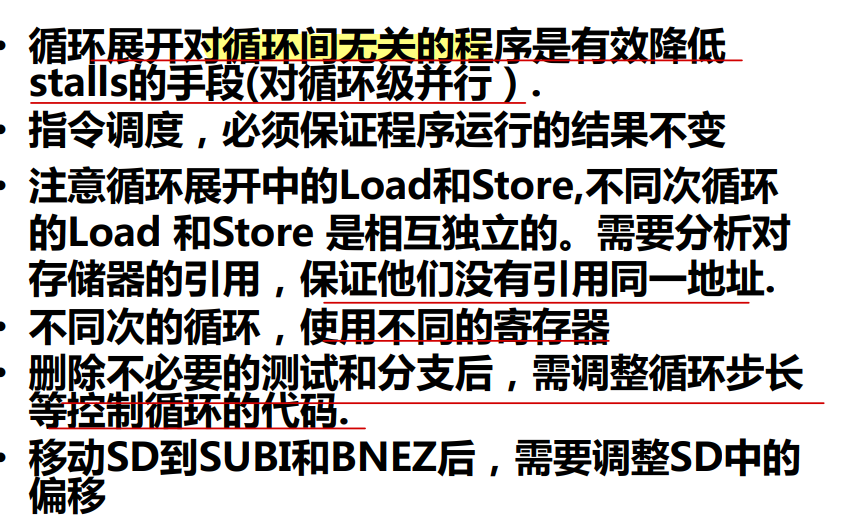 • 循环展开对循环间无关的程序是有效降低
stalls的手段(对循环级并行）.
• 指令调度，必须保证程序运行的结果不变
• 注意循环展开中的Load和Store,不同次循环
的Load 和Store 是相互独立的。需要分析对
存储器的引用，保证他们没有引用同一地址.
• 不同次的循环，使用不同的寄存器
• 删除不必要的测试和分支后，需调整循环步长
等控制循环的代码.
• 移动SD到SUBI和BNEZ后，需要调整SD中的
偏移